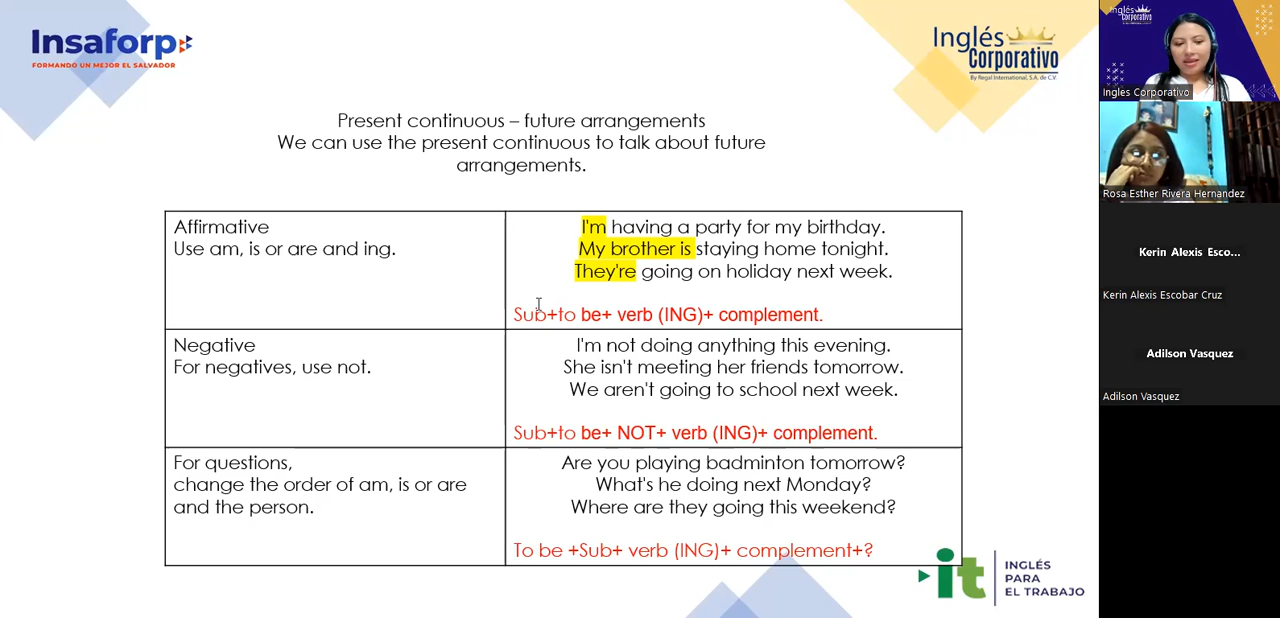 Insaforp
FORMANDO UN MEJOR EL SALVADOR
Inglés
Corporativo
By Regal International, S.A. de C.V.
Present continuous – future arrangements
We can use the present continuous to talk about future
arrangements.
Affirmative
Use am, is or are and ing.
I'm having a party for my birthday.
My brother is staying home tonight.
They're going on holiday next week.
Sub+to be+ verb (ING)+ complement.
Negative
For negatives, use not.
I'm not doing anything this evening.
She isn't meeting her friends tomorrow.
We aren't going to school next week.
Sub+to be+ NOT+ verb (ING)+ complement.
For questions,
change the order of am, is or are
and the person.
Are you playing badminton tomorrow?
What's he doing next Monday?
Where are they going this weekend?
To be +Sub+ verb (ING)+ complement+?
it
INGLÉS
PARA
EL TRABAJO
Inglés
Corporativo
Ingles Corporativo
Rosa Esther Rivera Hernandez
Kerin Alexis Esco...
Kerin Alexis Escobar Cruz
Adilson Vasquez
Adilson Vasquez